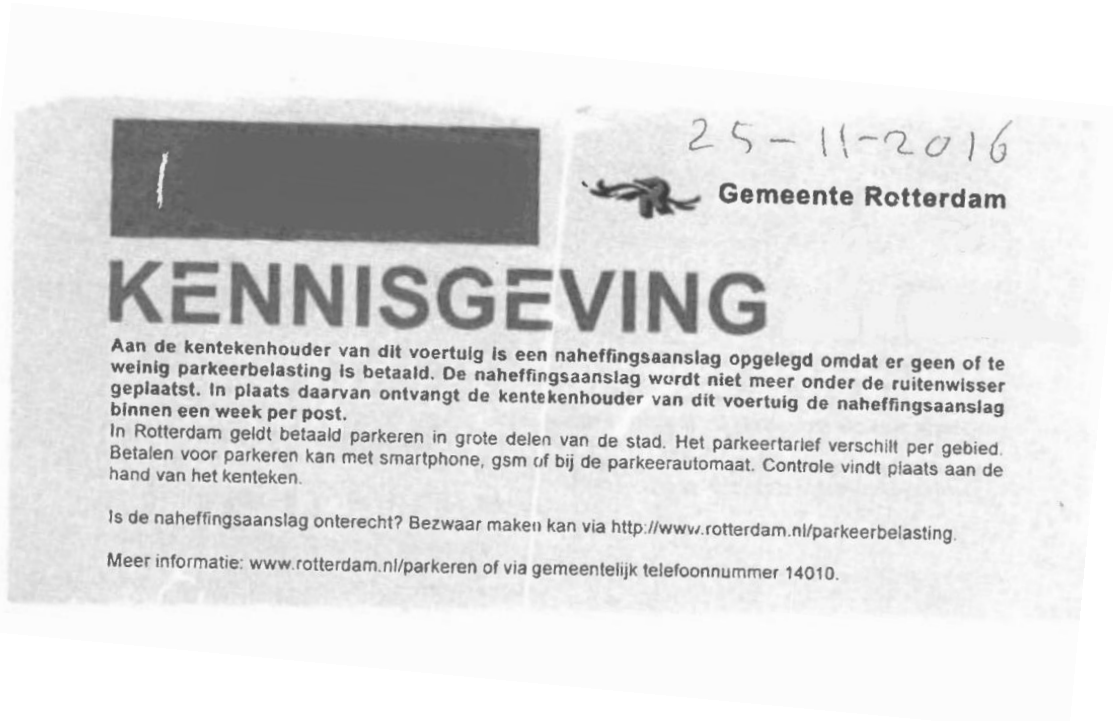 25-11-2016
Gemeente Rotterdam
KENNISGEVING
Aan de kentekenhouder van dit voertuig is een naheffingsaanslag opgelegd omdat er geen of te
weinig parkeerbelasting is betaald. De naheffingsaanslag wordt niet meer onder de ruitenwisser
geplaatst. In plaats daarvan ontvangt de kentekenhouder van dit voertuig de naheffingsaanslag
binnen een week per post.
In Rotterdam geldt betaald parkeren in grote delen van de stad. Het parkeertarief verschilt per gebied.
Betalen voor parkeren kan met smartphone, gsm of bij de parkeerautomaat. Controle vindt plaats aan de
hand van het kenteken.
Is de naheffingsaanslag onterecht? Bezwaar maken kan via http://www.rotterdam.nl/parkeerbelasting.
Meer informatie: www.rotterdam.nl/parkeren of via gemeentelijk telefoonnummer 14010.